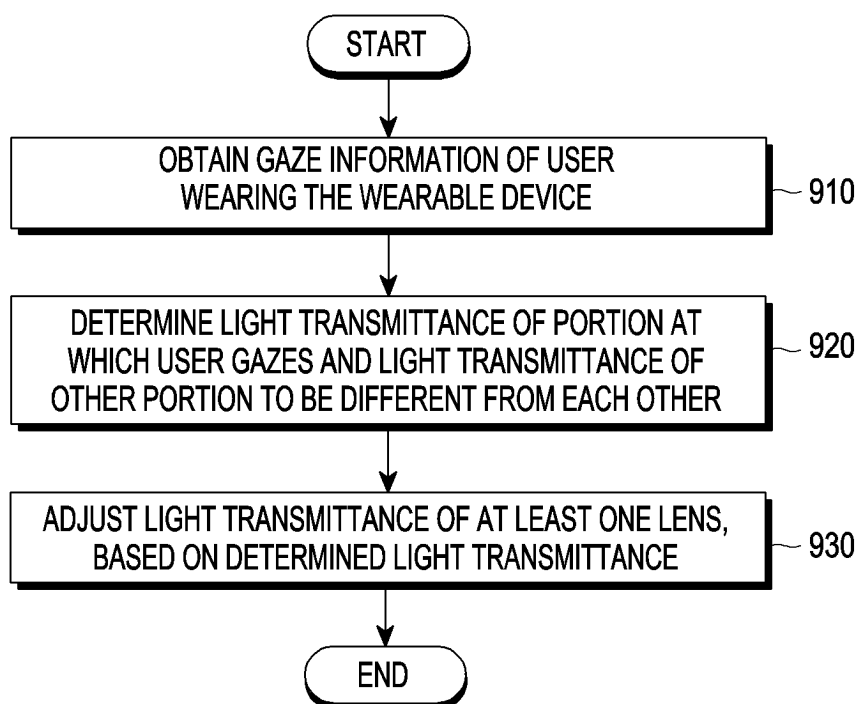 START
OBTAIN GAZE INFORMATION OF USER
WEARING THE WEARABLE DEVICE
910
DETERMINE LIGHT TRANSMITTANCE OF PORTION AT
WHICH USER GAZES AND LIGHT TRANSMITTANCE OF
OTHER PORTION TO BE DIFFERENT FROM EACH OTHER
920
ADJUST LIGHT TRANSMITTANCE OF AT LEAST ONE LENS,
BASED ON DETERMINED LIGHT TRANSMITTANCE
930
END